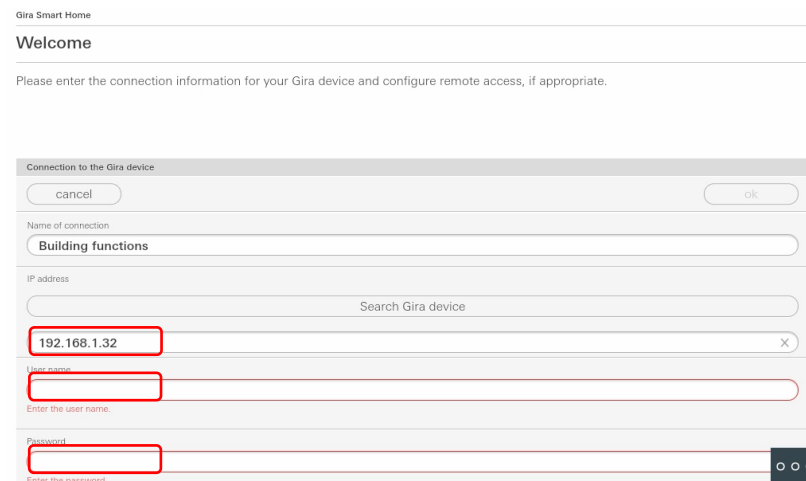 Gira Smart Home
Welcome
Please enter the connection information for your Gira device and configure remote access, if appropriate.
Connection to the Gira device
cancel
ok
Name of connection
Building functions
IP address
Search Gira device
192.168.1.32
User name
Enter the user name.
Password
Enter the password.